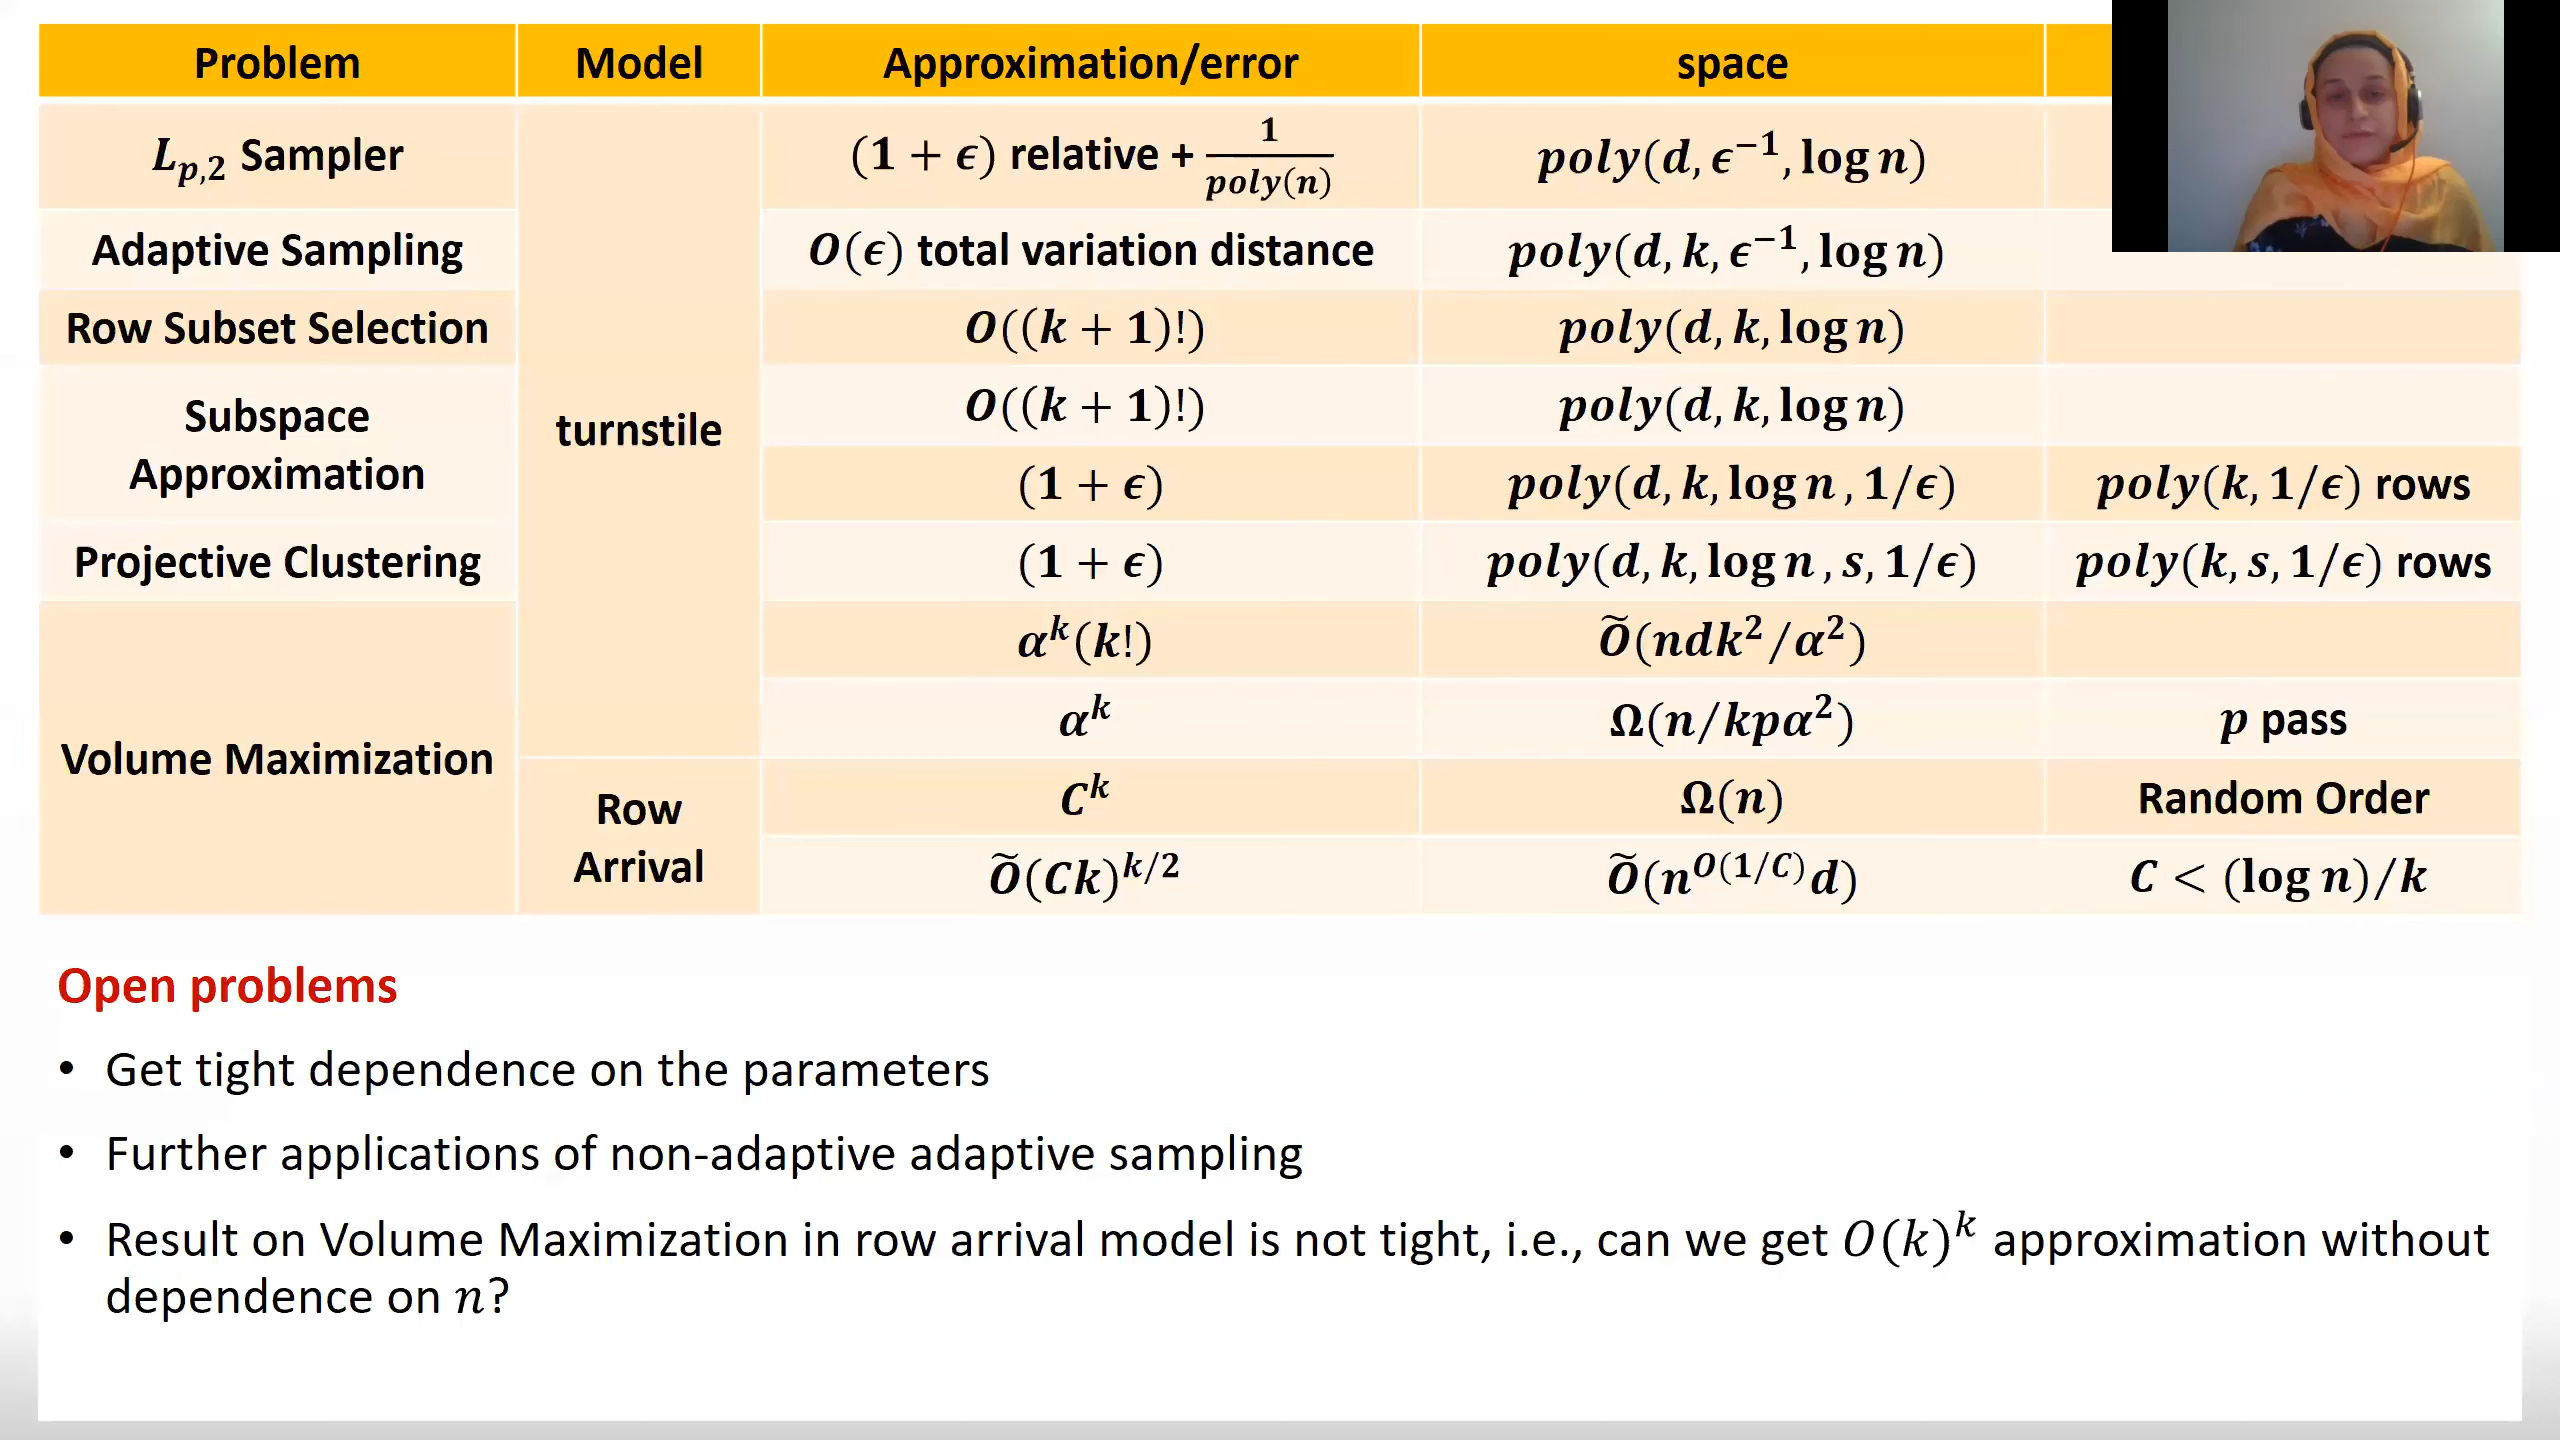 Problem Model Approximation/error space
L_{p,2} Sampler (1 + ϵ) relative + 1/poly(n) poly(d, ϵ^{−1}, log n)
Adaptive Sampling O(ϵ) total variation distance poly(d, k, ϵ^{−1}, log n)
Row Subset Selection O((k + 1)!) poly(d, k, log n)
Subspace
Approximation
turnstile
O((k + 1)!) poly(d, k, log n)
(1 + ϵ) poly(d, k, log n , 1/ϵ) poly(k, 1/ϵ) rows
Projective Clustering (1 + ϵ) poly(d, k, log n , s, 1/ϵ) poly(k, s, 1/ϵ) rows
Volume Maximization
α^k(k!) Õ(ndk²/α²)
α^k Ω(n/kpα²) p pass
Row
Arrival
C^k Ω(n) Random Order
Õ(Ck)^{k/2} Õ(n^{O(1/C)}d) C < (log n)/k
Open problems
• Get tight dependence on the parameters
• Further applications of non-adaptive adaptive sampling
• Result on Volume Maximization in row arrival model is not tight, i.e., can we get O(k)^k approximation without
dependence on n?